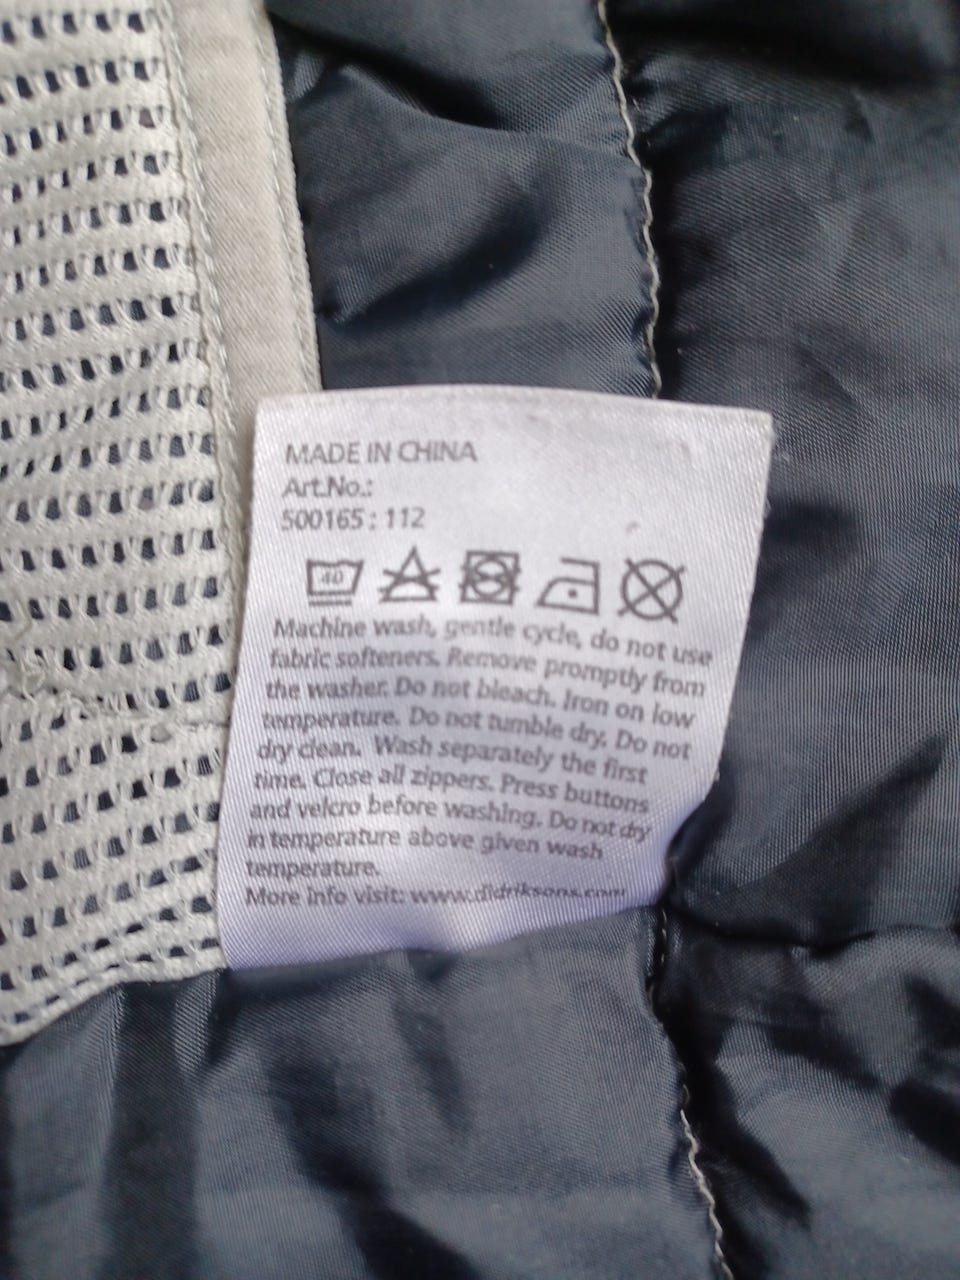 MADE IN CHINA
Art.No.:
500165 : 112
40
Machine wash, gentle cycle, do not use
fabric softeners. Remove promptly from
the washer. Do not bleach. Iron on low
temperature. Do not tumble dry. Do not
dry clean. Wash separately the first
time. Close all zippers. Press buttons
and velcro before washing. Do not dry
in temperature above given wash
temperature.
More info visit: www.didriksons.com